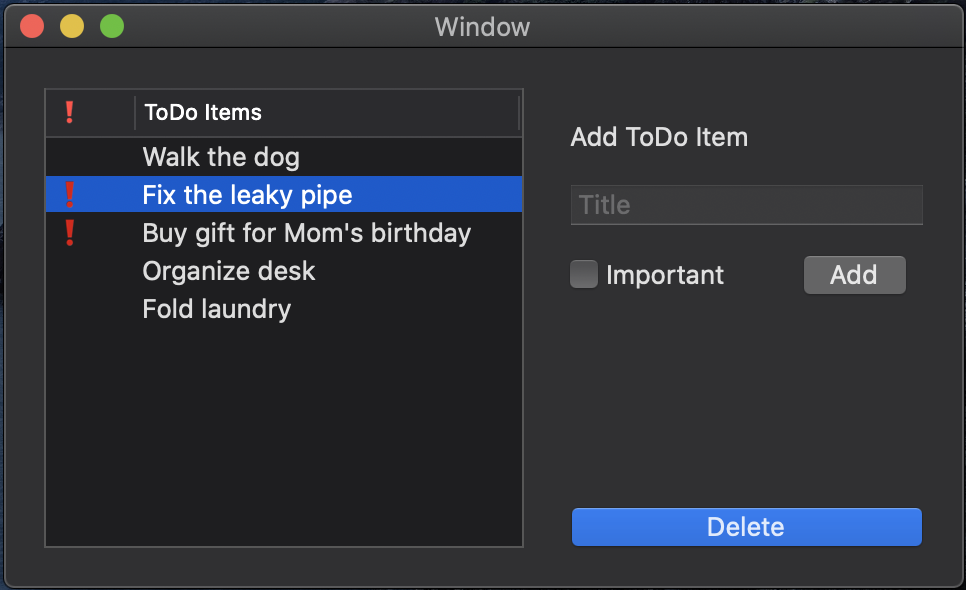 Window
❗ ToDo Items
Walk the dog
❗ Fix the leaky pipe
❗ Buy gift for Mom's birthday
Organize desk
Fold laundry
Add ToDo Item
Title
Important
Add
Delete